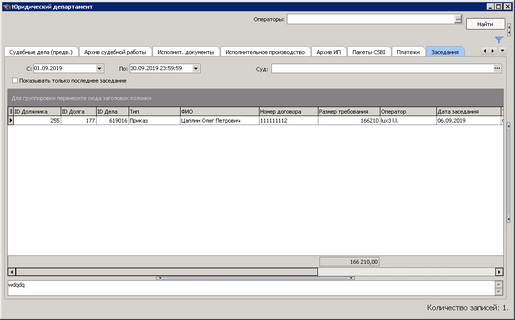 Юридический департамент
Операторы:
Найти
Судебные дела (предв.) Архив судебной работы Исполнит. документы Исполнительное производство Архив ИП Пакеты CSBI Платежи Заседания
С: 01.09.2019 По: 30.09.2019 23:59:59 Суд:
Показывать только последнее заседание
Для группировки перенесите сюда заголовок колонки
ID Должника ID Долга ID Дела Тип ФИО Номер договора Размер требования Оператор Дата заседания
255 177 619016 Приказ Цаплин Олег Петрович 111111112 166210 lux3 l.l. 06.09.2019
166 210,00
wdqdq
Количество записей: 1.